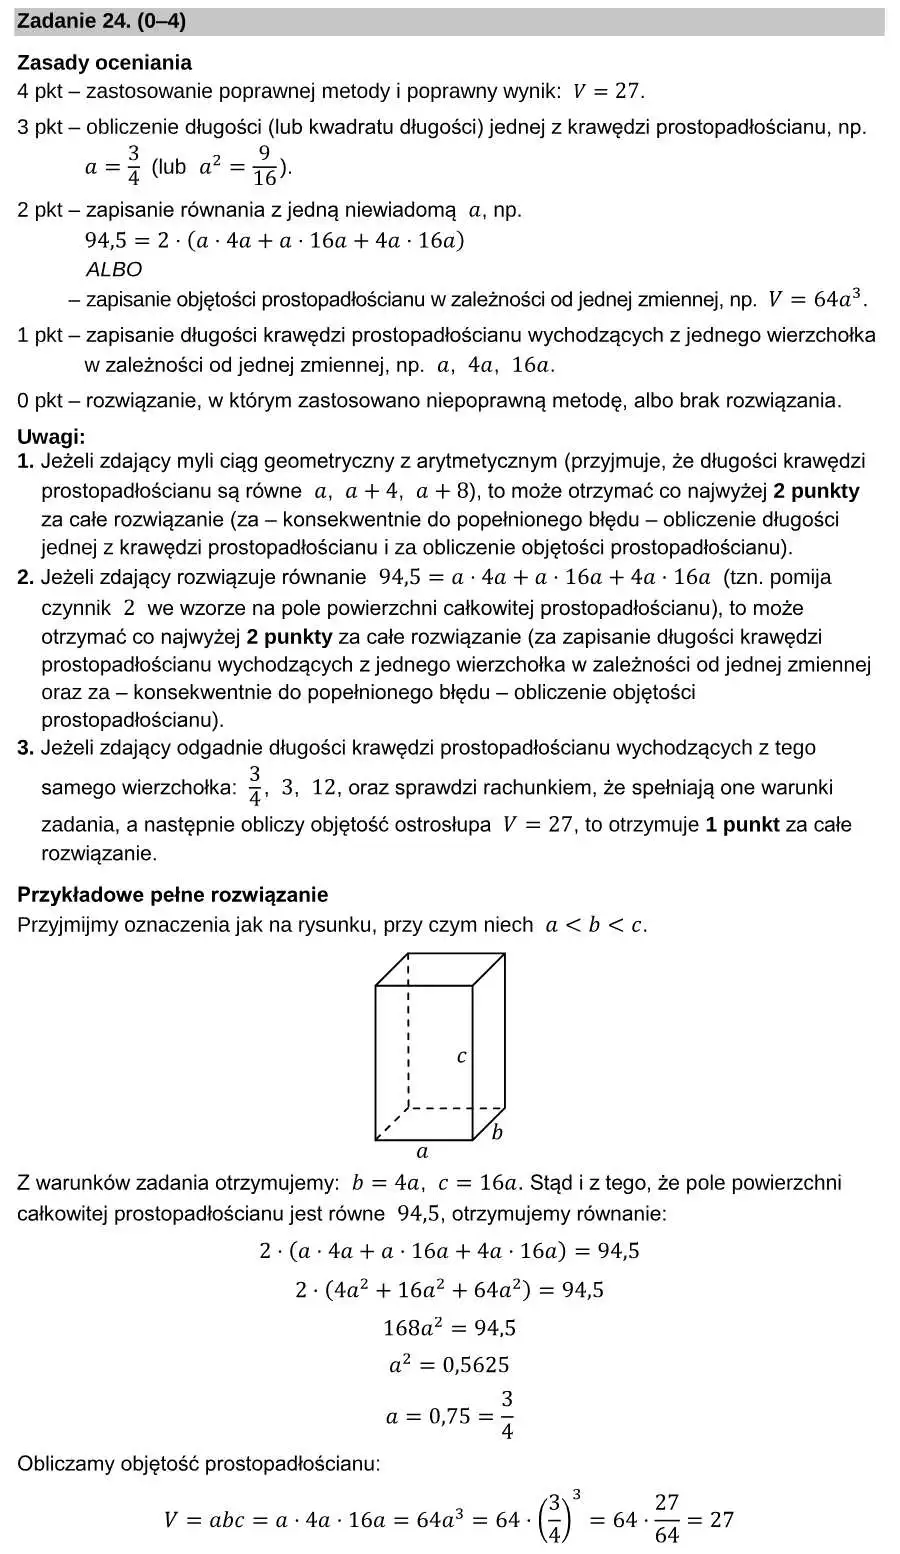 Zadanie 24. (0–4)
Zasady oceniania
4 pkt – zastosowanie poprawnej metody i poprawny wynik: V = 27.
3 pkt – obliczenie długości (lub kwadratu długości) jednej z krawędzi prostopadłościanu, np.
a = 3/4 (lub a² = 9/16).
2 pkt – zapisanie równania z jedną niewiadomą a, np.
94,5 = 2 · (a · 4a + a · 16a + 4a · 16a)
ALBO
– zapisanie objętości prostopadłościanu w zależności od jednej zmiennej, np. V = 64a³.
1 pkt – zapisanie długości krawędzi prostopadłościanu wychodzących z jednego wierzchołka
w zależności od jednej zmiennej, np. a, 4a, 16a.
0 pkt – rozwiązanie, w którym zastosowano niepoprawną metodę, albo brak rozwiązania.
Uwagi:
1. Jeżeli zdający myli ciąg geometryczny z arytmetycznym (przyjmuje, że długości krawędzi
prostopadłościanu są równe a, a + 4, a + 8), to może otrzymać co najwyżej 2 punkty
za całe rozwiązanie (za – konsekwentnie do popełnionego błędu – obliczenie długości
jednej z krawędzi prostopadłościanu i za obliczenie objętości prostopadłościanu).
2. Jeżeli zdający rozwiązuje równanie 94,5 = a · 4a + a · 16a + 4a · 16a (tzn. pomija
czynnik 2 we wzorze na pole powierzchni całkowitej prostopadłościanu), to może
otrzymać co najwyżej 2 punkty za całe rozwiązanie (za zapisanie długości krawędzi
prostopadłościanu wychodzących z jednego wierzchołka w zależności od jednej zmiennej
oraz za – konsekwentnie do popełnionego błędu – obliczenie objętości
prostopadłościanu).
3. Jeżeli zdający odgadnie długości krawędzi prostopadłościanu wychodzących z tego
samego wierzchołka: 3/4, 3, 12, oraz sprawdzi rachunkiem, że spełniają one warunki
zadania, a następnie obliczy objętość ostrosłupa V = 27, to otrzymuje 1 punkt za całe
rozwiązanie.
Przykładowe pełne rozwiązanie
Przyjmijmy oznaczenia jak na rysunku, przy czym niech a < b < c.
c
b
a
Z warunków zadania otrzymujemy: b = 4a, c = 16a. Stąd i z tego, że pole powierzchni
całkowitej prostopadłościanu jest równe 94,5, otrzymujemy równanie:
2 · (a · 4a + a · 16a + 4a · 16a) = 94,5
2 · (4a² + 16a² + 64a²) = 94,5
168a² = 94,5
a² = 0,5625
a = 0,75 = 3/4
Obliczamy objętość prostopadłościanu:
V = abc = a · 4a · 16a = 64a³ = 64 · (3/4)³ = 64 · 27/64 = 27